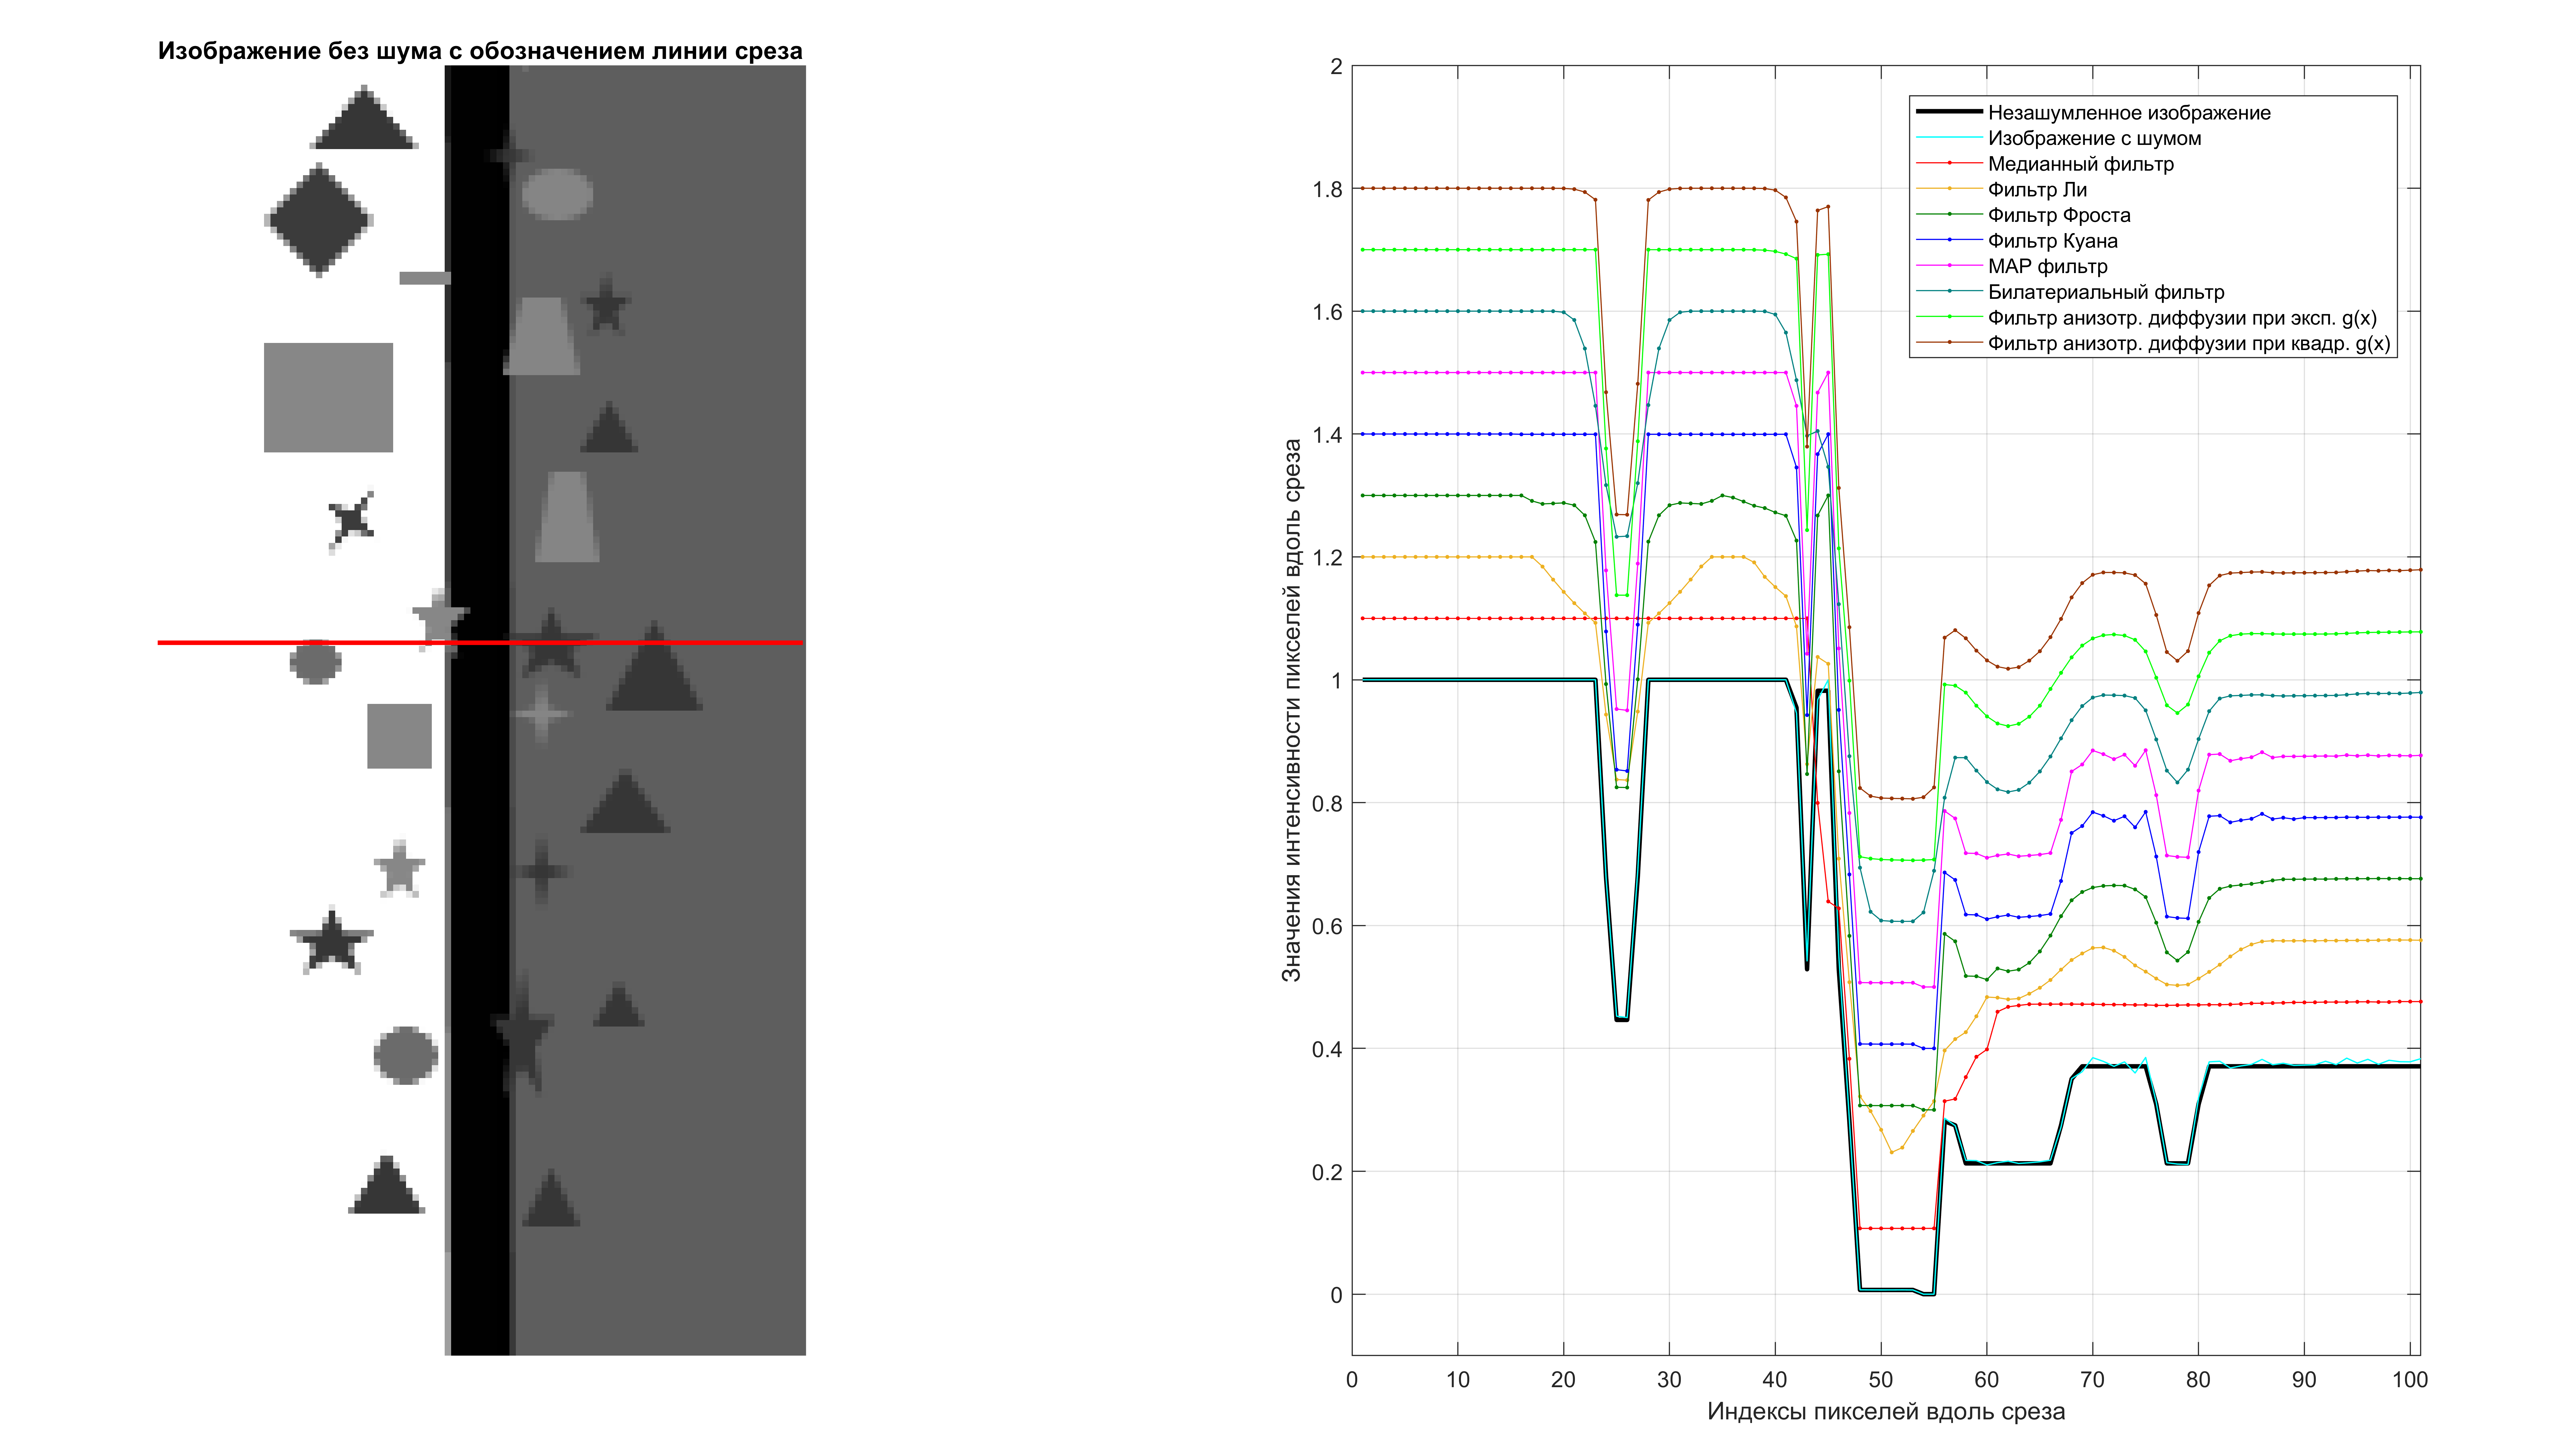 Изображение без шума с обозначением линии среза
Значения интенсивности пикселей вдоль среза
2
1.8
1.6
1.4
1.2
1
0.8
0.6
0.4
0.2
0
Незашумленное изображение
Изображение с шумом
Медианный фильтр
Фильтр Ли
Фильтр Фроста
Фильтр Куана
MAP фильтр
Билатериальный фильтр
Фильтр анизотр. диффузии при эксп. g(x)
Фильтр анизотр. диффузии при квадр. g(x)
0 10 20 30 40 50 60 70 80 90 100
Индексы пикселей вдоль среза